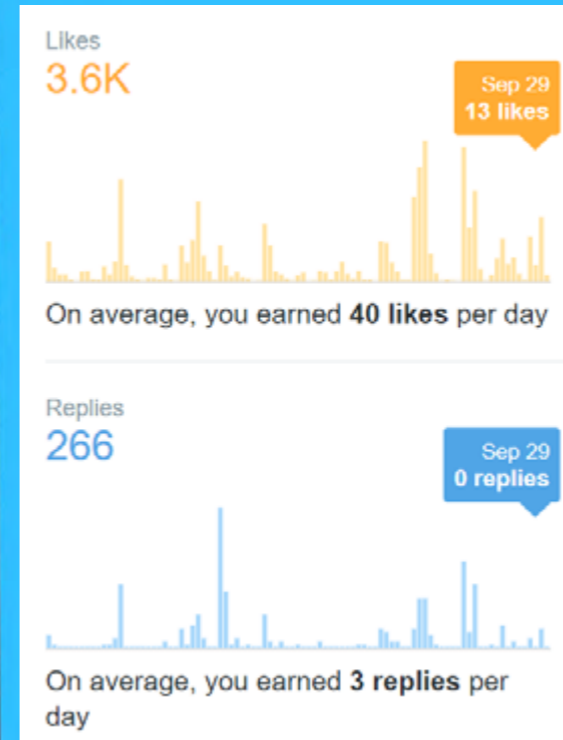 Likes
3.6K
Sep 29
13 likes
On average, you earned 40 likes per day
Replies
266
Sep 29
0 replies
On average, you earned 3 replies per
day